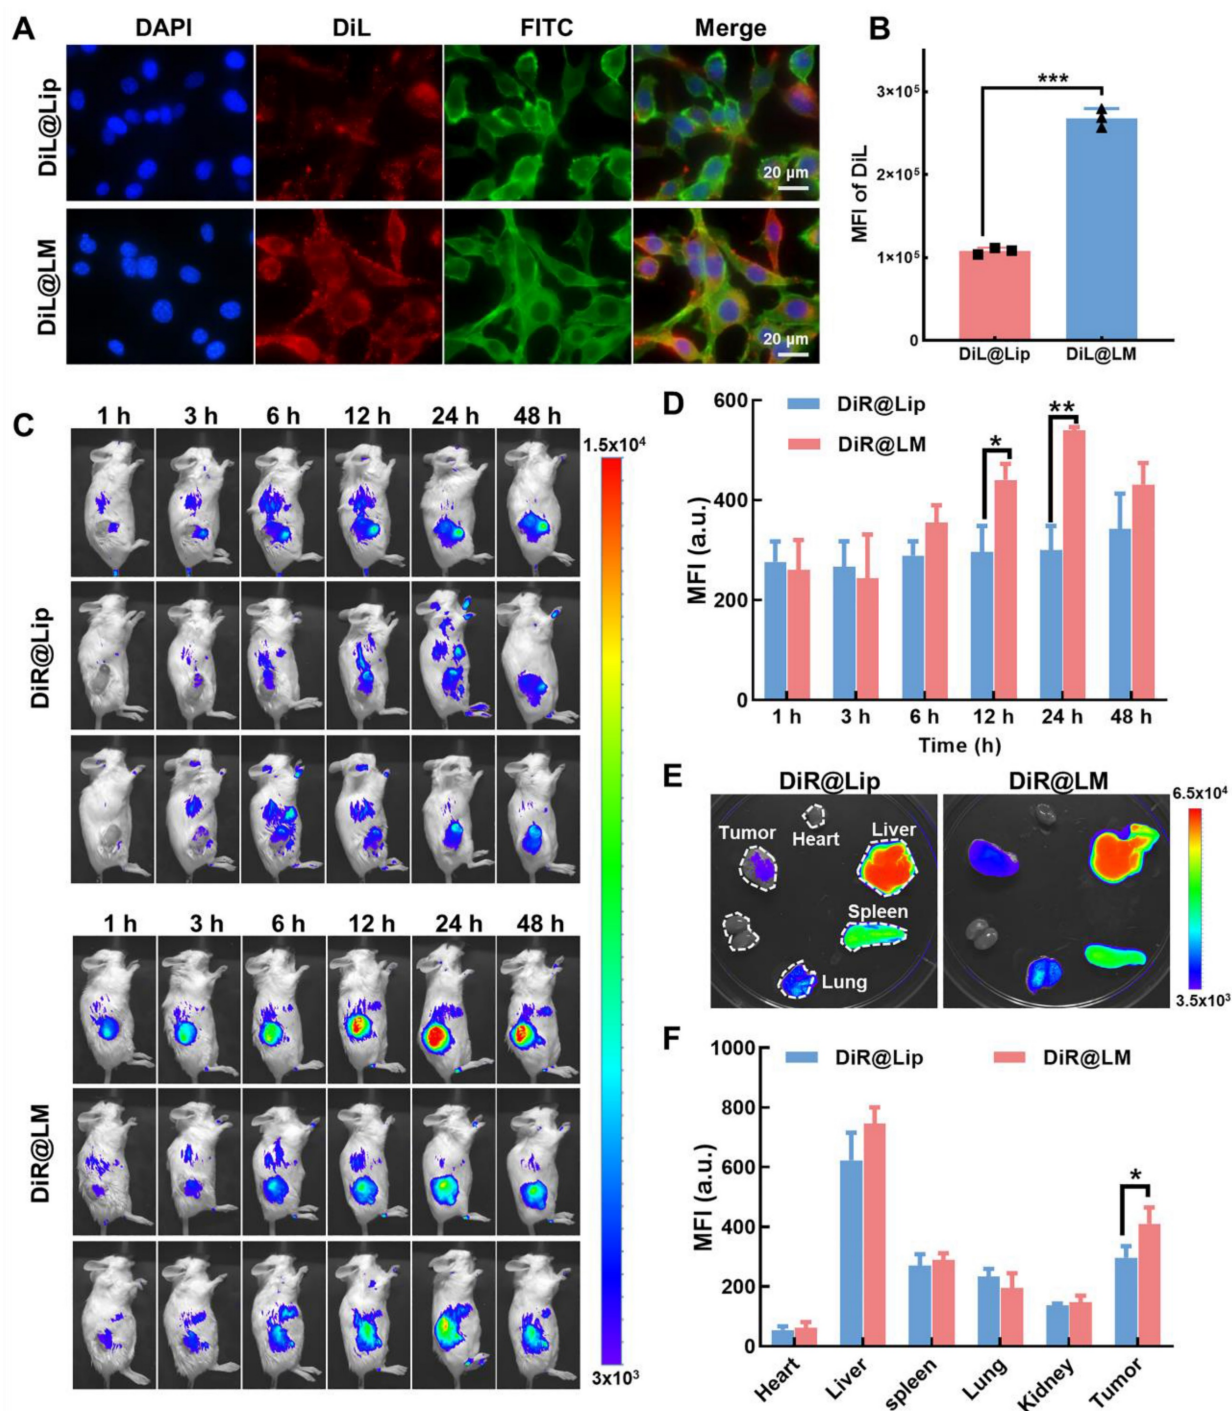 A
DAPI
DiL
FITC
Merge
DiL@Lip
20 µm
DiL@LM
20 µm
B
***
3×10⁵
2×10⁵
1×10⁵
0
MFI of DiL
DiL@Lip
DiL@LM
C
1 h
3 h
6 h
12 h
24 h
48 h
DiR@Lip
1 h
3 h
6 h
12 h
24 h
48 h
DiR@LM
1.5x10⁴
3x10³
D
DiR@Lip
DiR@LM
600
400
200
0
MFI (a.u.)
*
**
1 h
3 h
6 h
12 h
24 h
48 h
Time (h)
E
DiR@Lip
DiR@LM
Tumor
Heart
Liver
Spleen
Lung
6.5x10⁴
3.5x10³
F
DiR@Lip
DiR@LM
1000
800
600
400
200
0
MFI (a.u.)
*
Heart
Liver
spleen
Lung
Kidney
Tumor